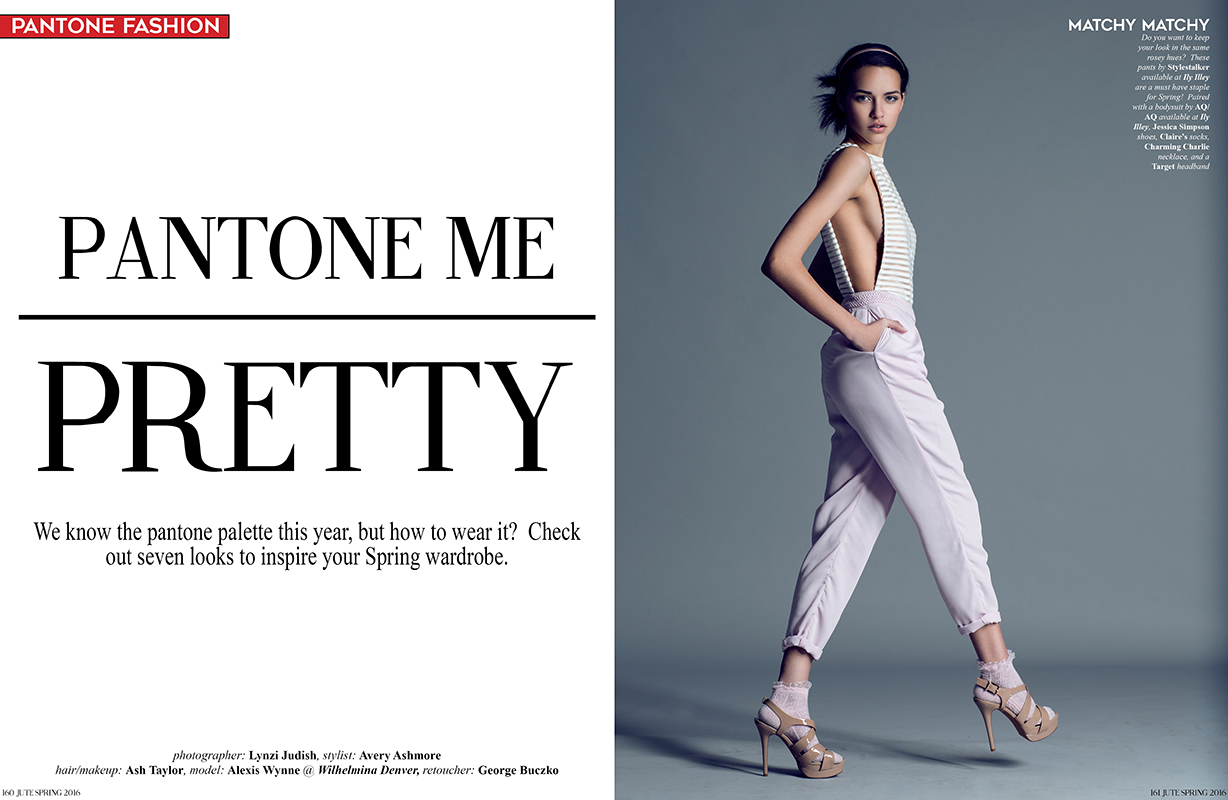 PANTONE FASHION
PANTONE ME
PRETTY
We know the pantone palette this year, but how to wear it?  Check
out seven looks to inspire your Spring wardrobe.
photographer: Lynzi Judish, stylist: Avery Ashmore
hair/makeup: Ash Taylor, model: Alexis Wynne @ Wilhelmina Denver, retoucher: George Buczko
160 JUTE SPRING 2016
MATCHY MATCHY
Do you want to keep
your look in the same
rosey hues?  These
pants by Stylestalker
available at Ily Illey
are a must have staple
for Spring!  Paired
with a bodysuit by AQ/
AQ available at Ily
Illey, Jessica Simpson
shoes, Claire's socks,
Charming Charlie
necklace, and a
Target headband
161 JUTE SPRING 2016